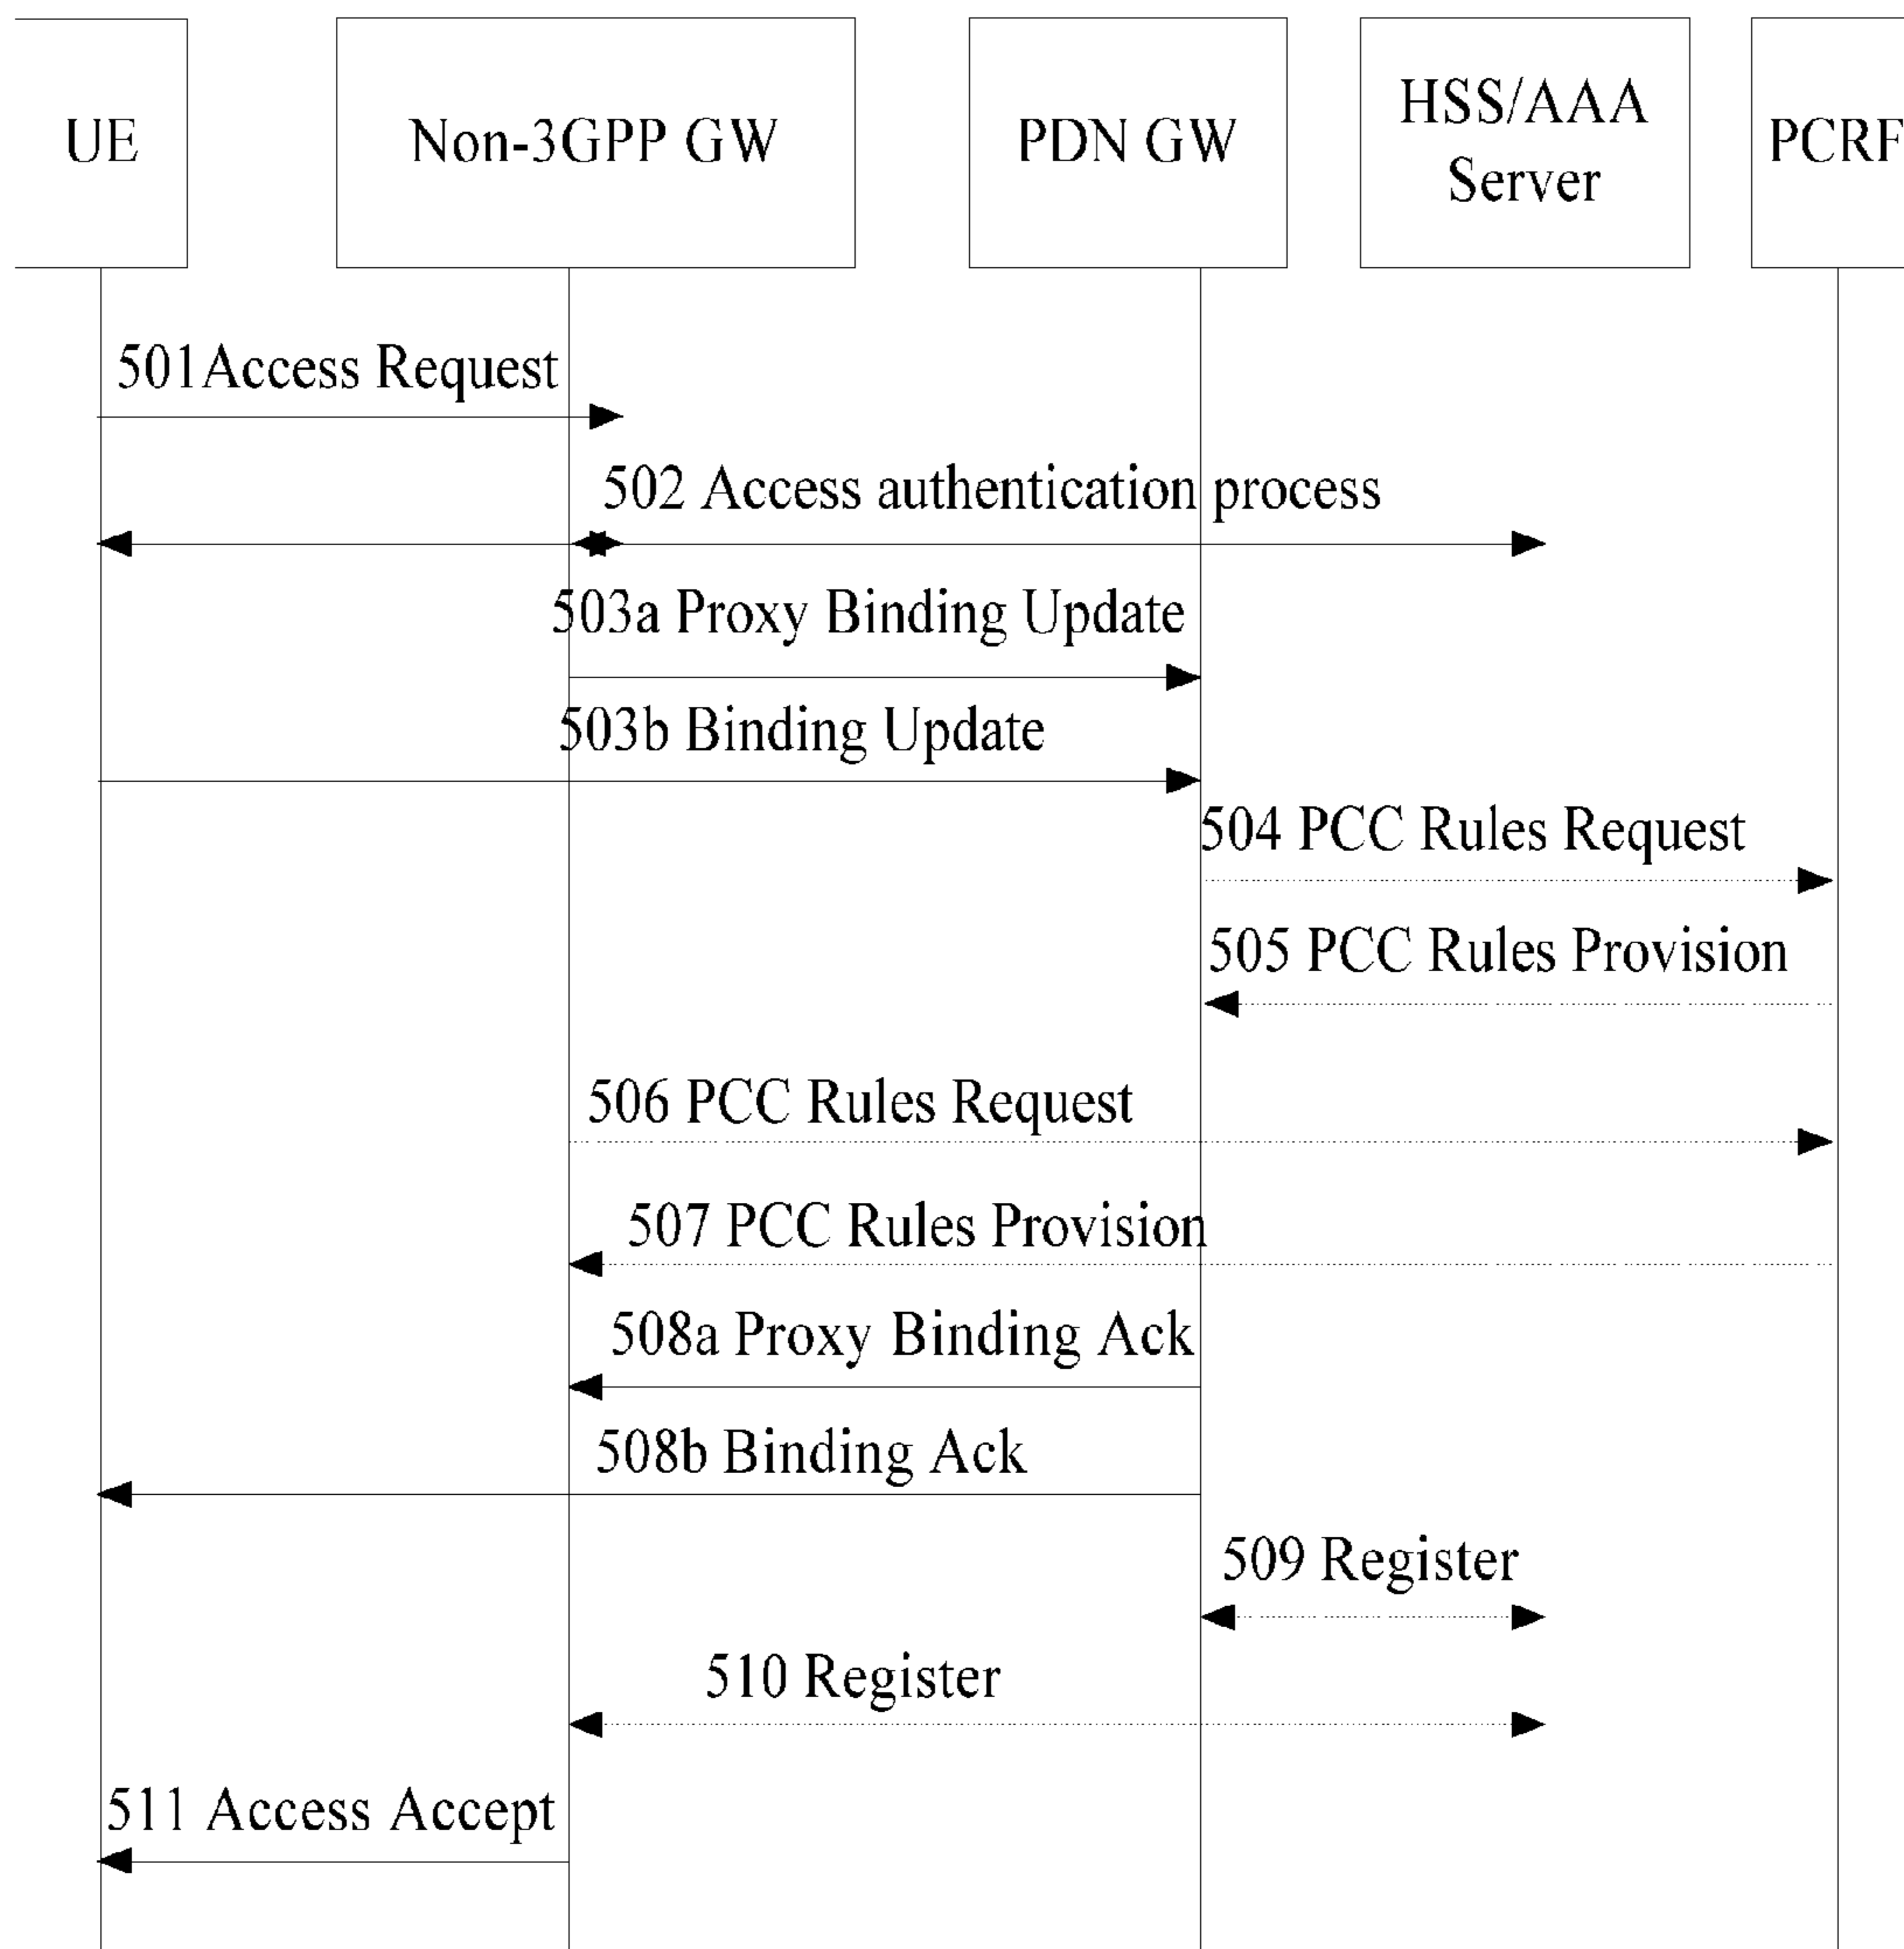 UE
Non-3GPP GW
PDN GW
HSS/AAA
Server
PCRF
501Access Request
502 Access authentication process
503a Proxy Binding Update
503b Binding Update
504 PCC Rules Request
505 PCC Rules Provision
506 PCC Rules Request
507 PCC Rules Provision
508a Proxy Binding Ack
508b Binding Ack
509 Register
510 Register
511 Access Accept